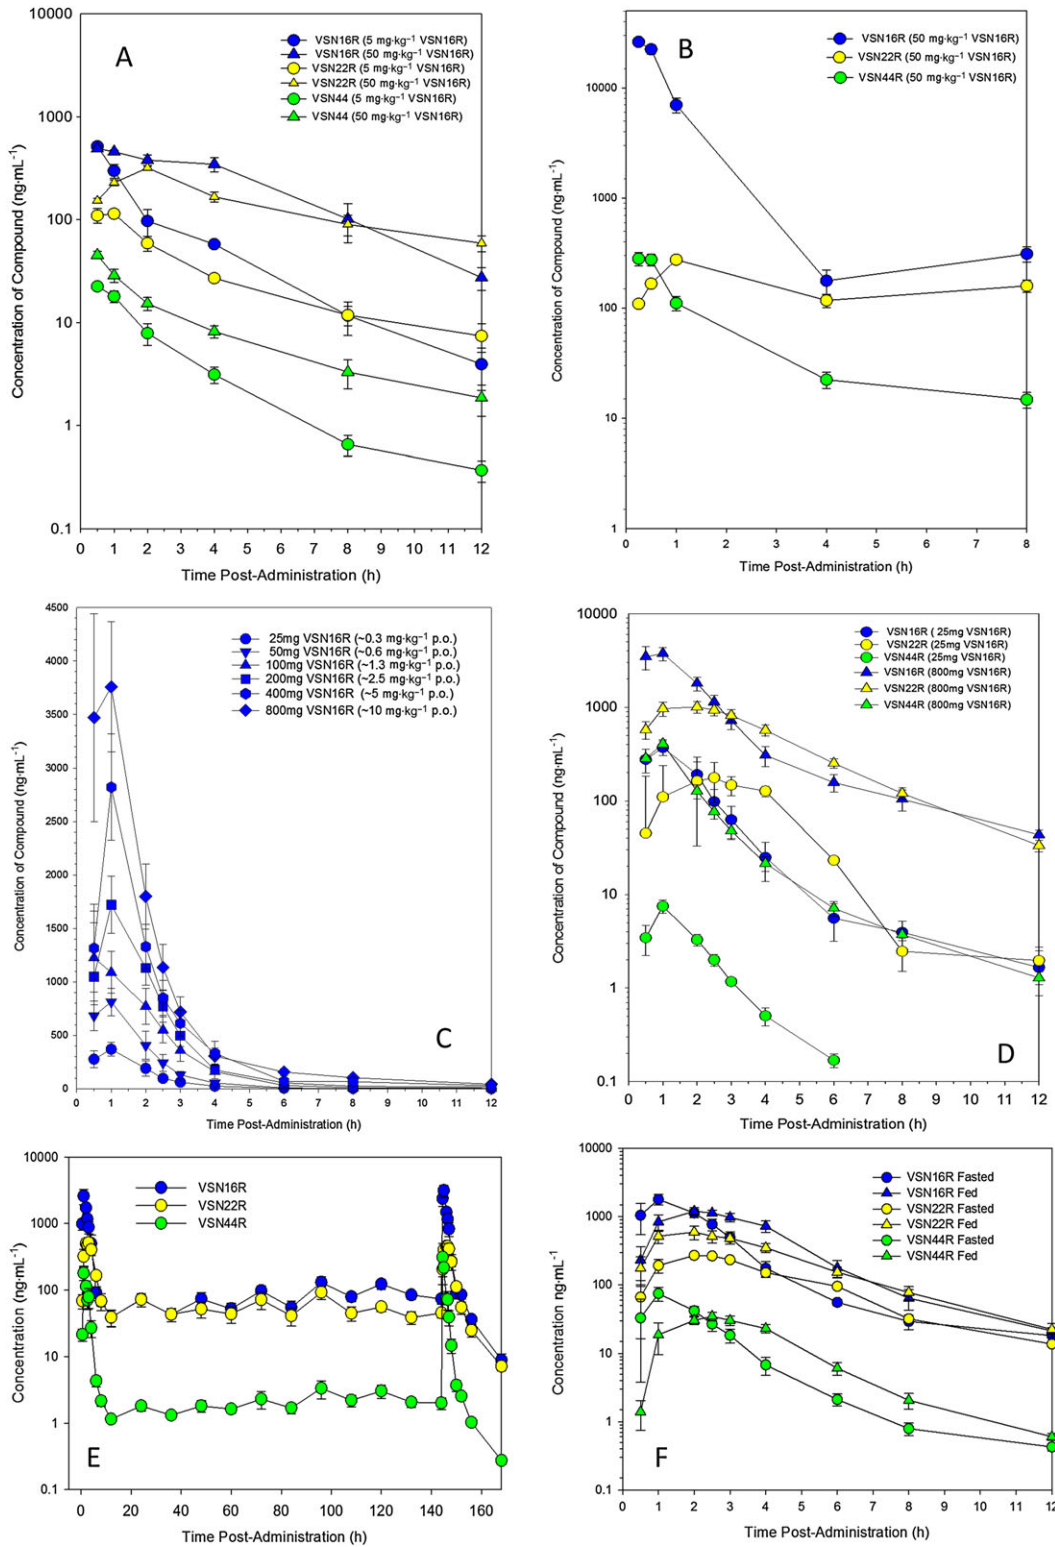 A
10000
1000
100
10
1
0.1
Concentration of Compound (ng·mL⁻¹)
VSN16R (5 mg·kg⁻¹ VSN16R)
VSN16R (50 mg·kg⁻¹ VSN16R)
VSN22R (5 mg·kg⁻¹ VSN16R)
VSN22R (50 mg·kg⁻¹ VSN16R)
VSN44 (5 mg·kg⁻¹ VSN16R)
VSN44 (50 mg·kg⁻¹ VSN16R)
0 1 2 3 4 5 6 7 8 9 10 11 12
Time Post-Administration (h)
B
10000
1000
100
10
1
Concentration of Compound (ng·mL⁻¹)
VSN16R (50 mg·kg⁻¹ VSN16R)
VSN22R (50 mg·kg⁻¹ VSN16R)
VSN44R (50 mg·kg⁻¹ VSN16R)
0 1 2 3 4 5 6 7 8
Time Post-Administration (h)
4500
4000
3500
3000
2500
2000
1500
1000
500
0
Concentration of Compound (ng·mL⁻¹)
25mg VSN16R (~0.3 mg·kg⁻¹ p.o.)
50mg VSN16R (~0.6 mg·kg⁻¹ p.o.)
100mg VSN16R (~1.3 mg·kg⁻¹ p.o.)
200mg VSN16R (~2.5 mg·kg⁻¹ p.o.)
400mg VSN16R (~5 mg·kg⁻¹ p.o.)
800mg VSN16R (~10 mg·kg⁻¹ p.o.)
C
0 1 2 3 4 5 6 7 8 9 10 11 12
Time Post-Administration (h)
10000
1000
100
10
1
0.1
Concentration of Compound (ng·mL⁻¹)
VSN16R ( 25mg VSN16R)
VSN22R (25mg VSN16R)
VSN44R (25mg VSN16R)
VSN16R (800mg VSN16R)
VSN22R (800mg VSN16R)
VSN44R (800mg VSN16R)
D
0 1 2 3 4 5 6 7 8 9 10 11 12
Time Post-Administration (h)
10000
1000
100
10
1
0.1
Concentration (ng·mL⁻¹)
VSN16R
VSN22R
VSN44R
E
0 20 40 60 80 100 120 140 160
Time Post-Administration (h)
10000
1000
100
10
1
0.1
Concentration ng·mL⁻¹)
VSN16R Fasted
VSN16R Fed
VSN22R Fasted
VSN22R Fed
VSN44R Fasted
VSN44R Fed
F
0 1 2 3 4 5 6 7 8 9 10 11 12
Time Post-Administration (h)